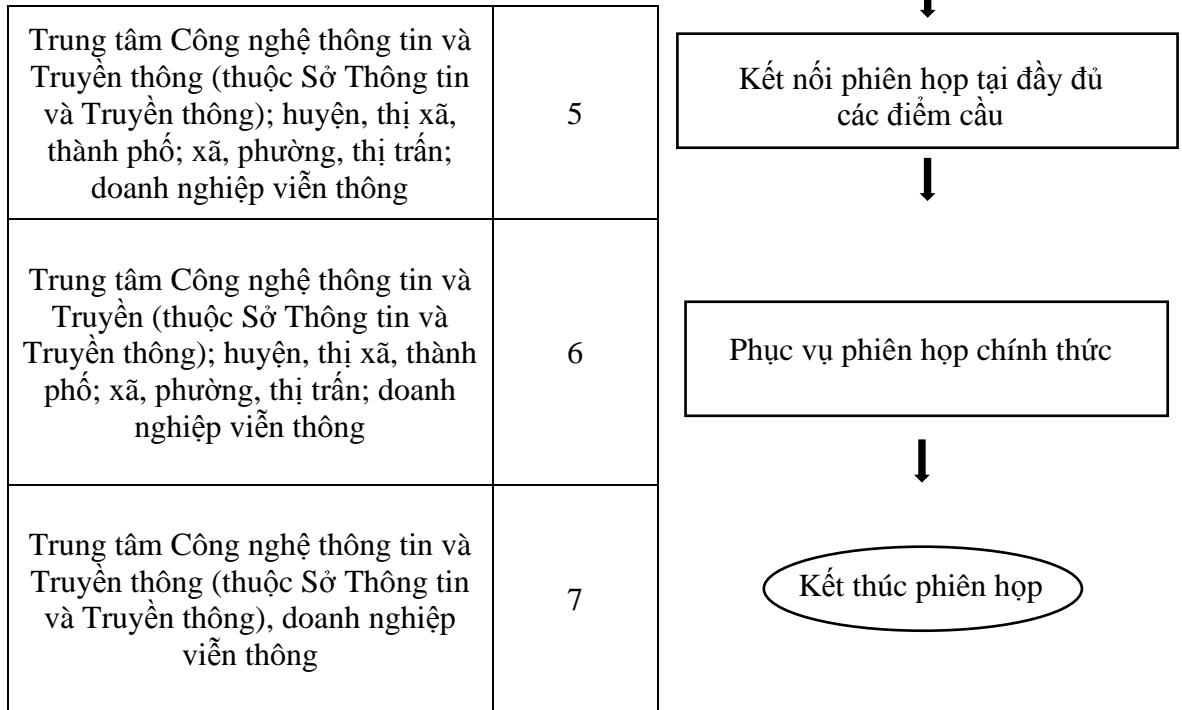 Trung tâm Công nghệ thông tin và
Truyền thông (thuộc Sở Thông tin
và Truyền thông); huyện, thị xã,
thành phố; xã, phường, thị trấn;
doanh nghiệp viễn thông
5
Kết nối phiên họp tại đầy đủ
các điểm cầu
Trung tâm Công nghệ thông tin và
Truyền (thuộc Sở Thông tin và
Truyền thông); huyện, thị xã, thành
phố; xã, phường, thị trấn; doanh
nghiệp viễn thông
6
Phục vụ phiên họp chính thức
Trung tâm Công nghệ thông tin và
Truyền thông (thuộc Sở Thông tin
và Truyền thông), doanh nghiệp
viễn thông
7
Kết thúc phiên họp